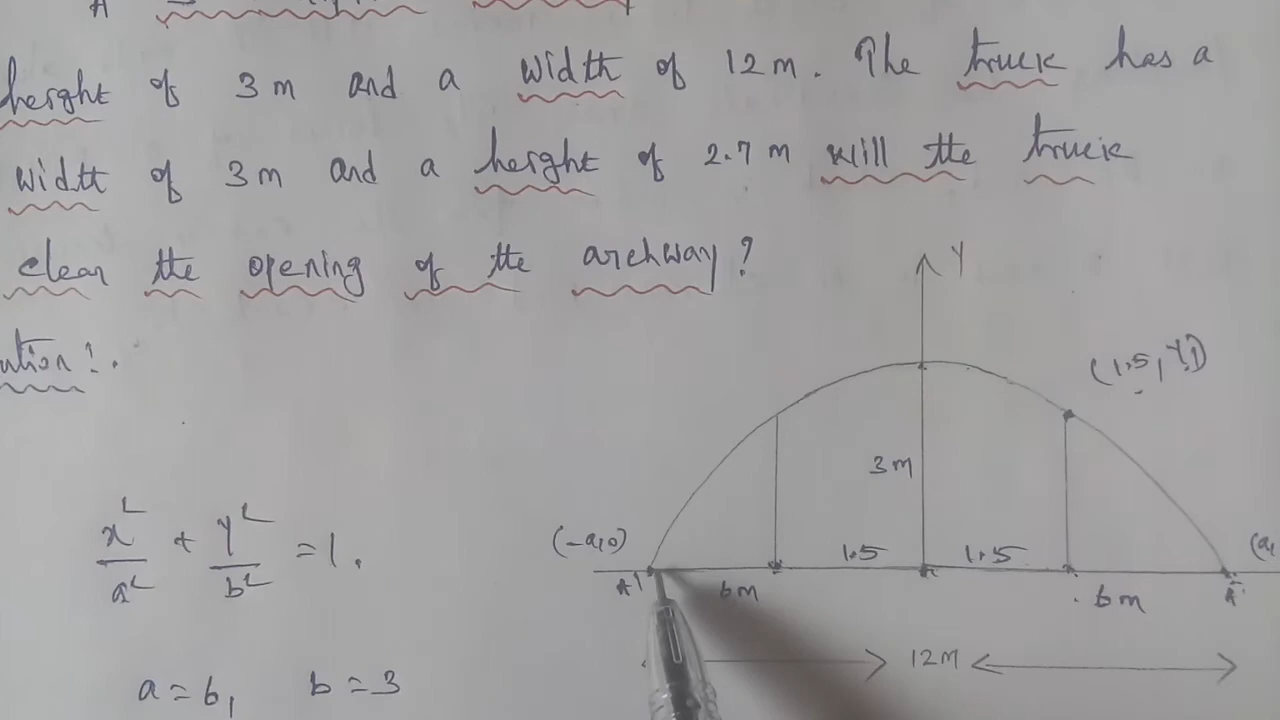 A
height of 3 m and a width of 12 m. The truck has a
width of 3 m and a height of 2.7 m will the truck
clear the opening of the archway?
ution :.
Y
(1.5, Y1)
3 m
(-a, 0)
1.5
1.5
(a,
A'
6 m
6 m
A
12 M
x² / a² + y² / b² = 1.
a = 6, b = 3